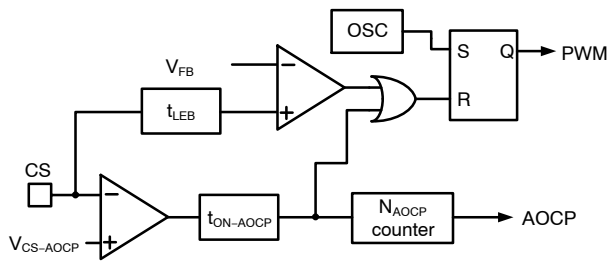 OSC
S
Q
PWM
V_FB
−
+
t_LEB
R
CS
−
t_ON–AOCP
N_AOCP
counter
AOCP
V_CS–AOCP
+